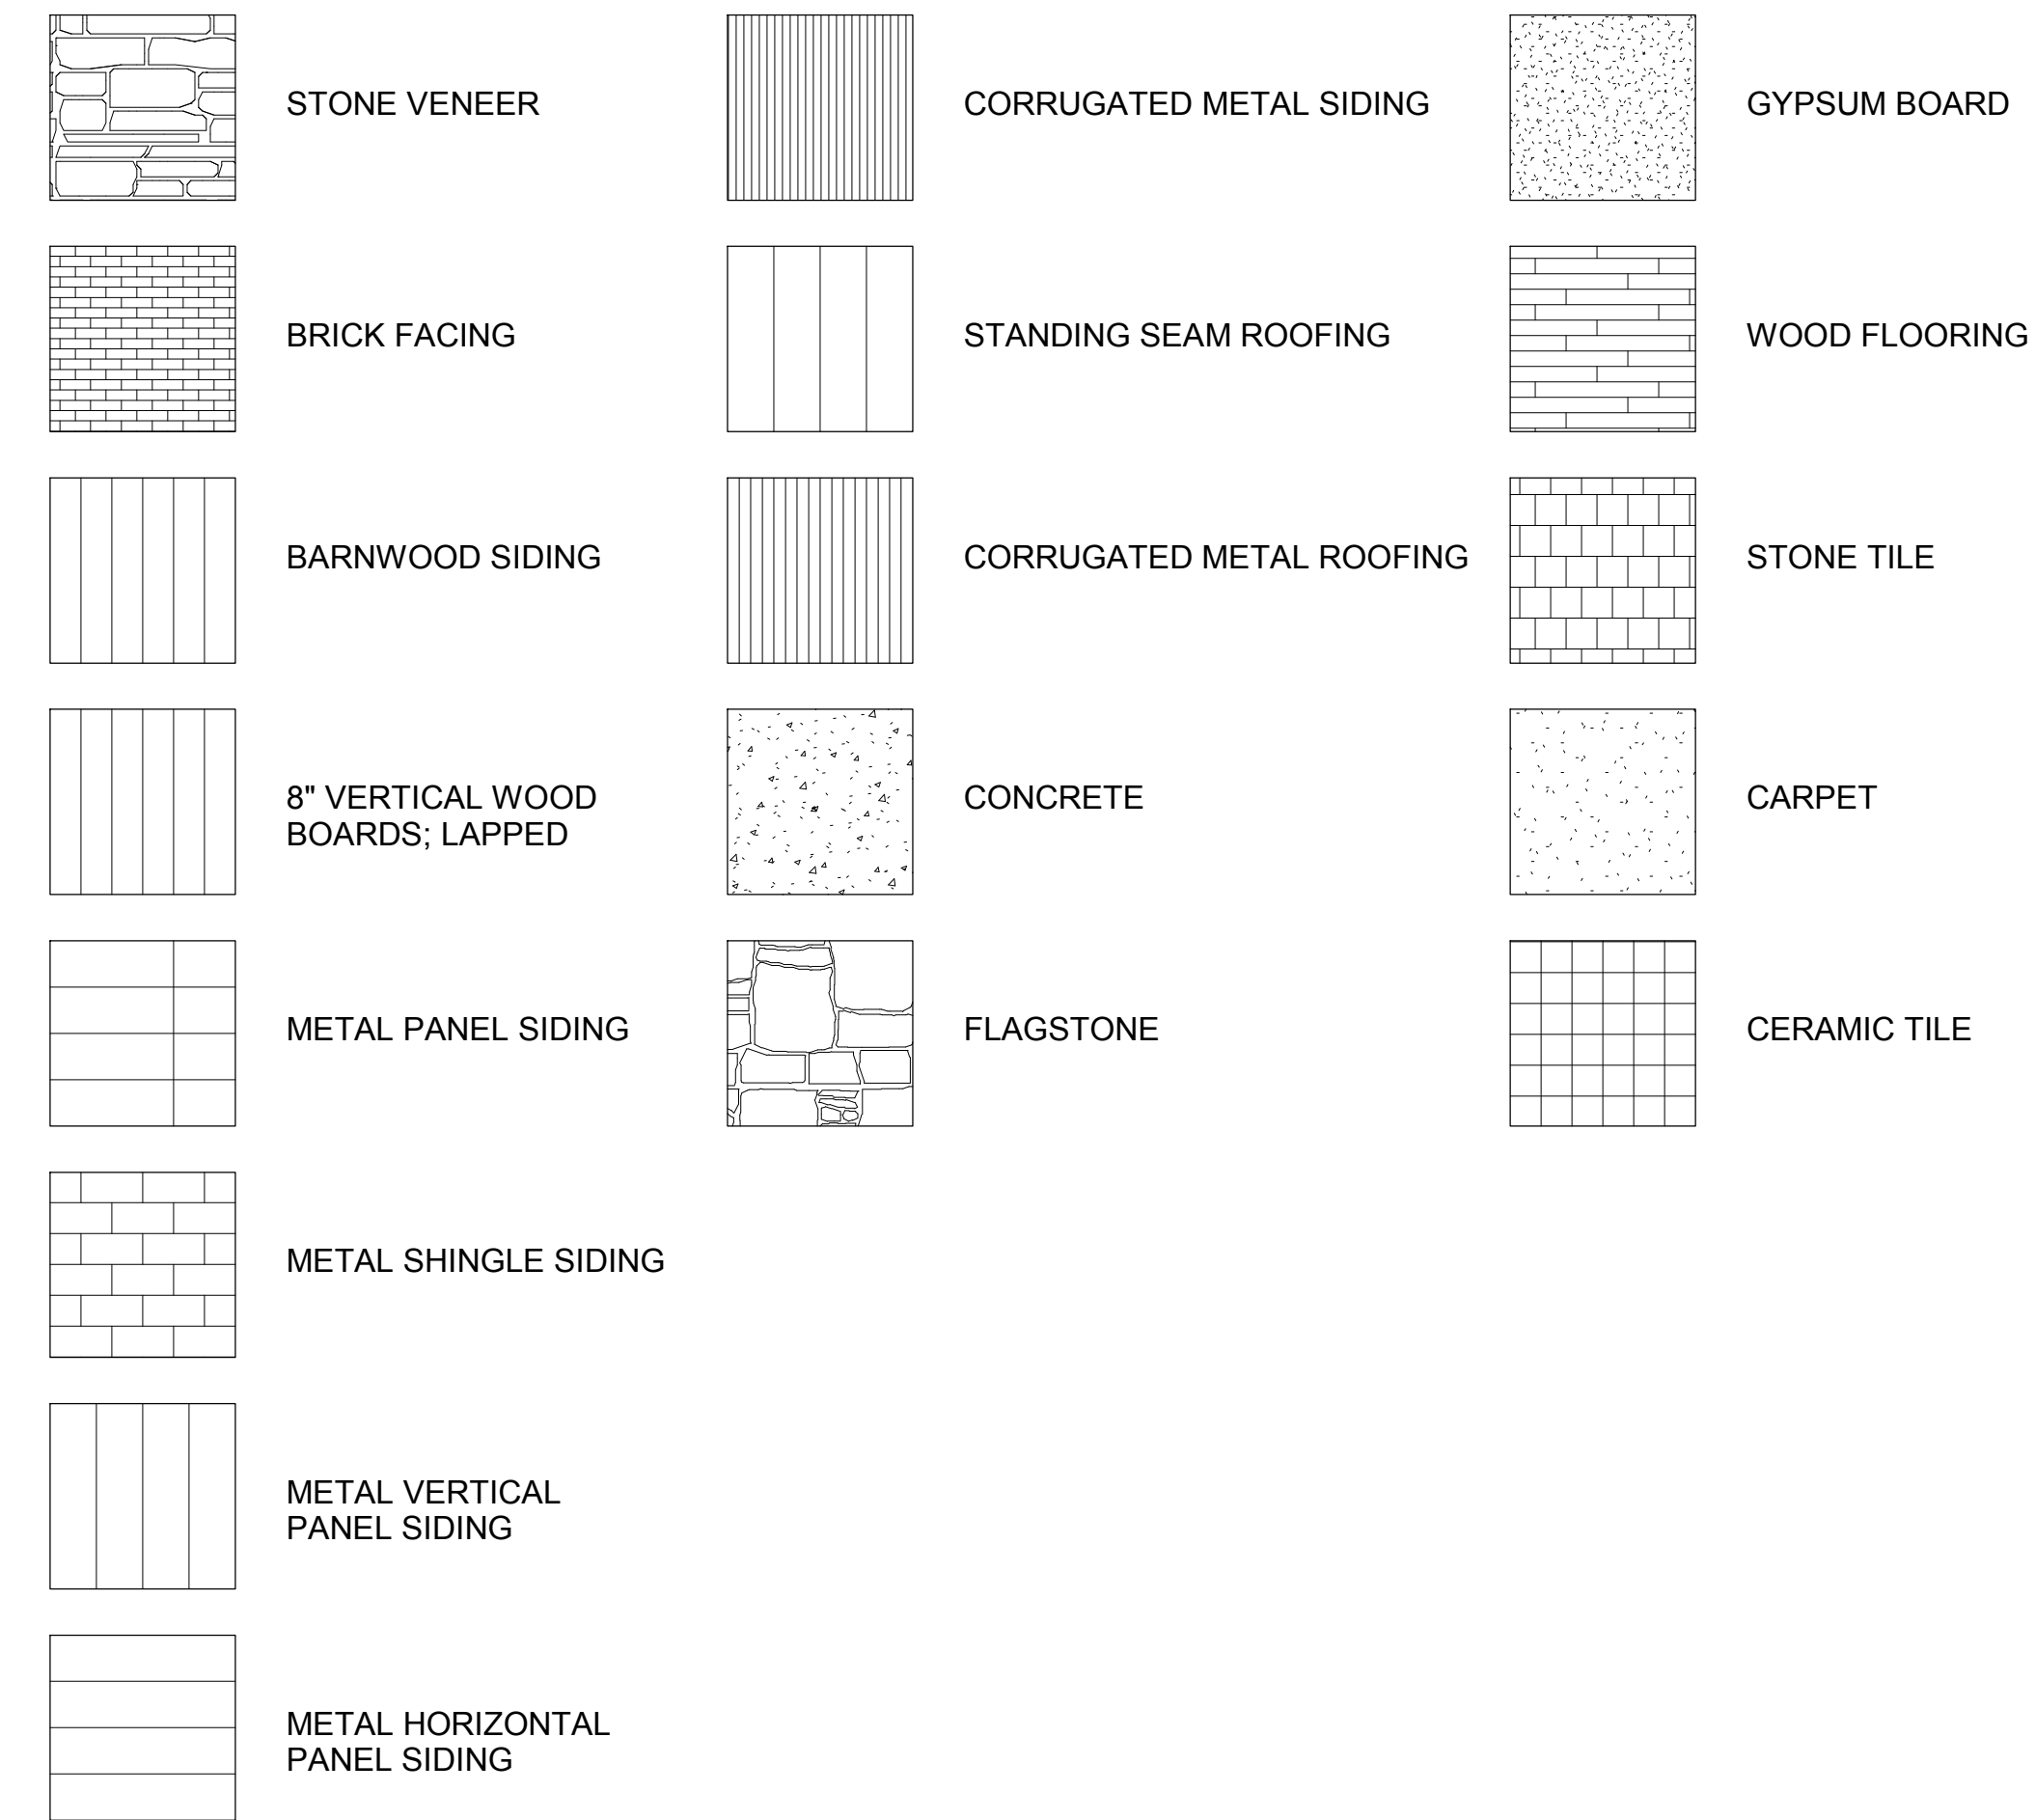 STONE VENEER
BRICK FACING
BARNWOOD SIDING
8" VERTICAL WOOD
BOARDS; LAPPED
METAL PANEL SIDING
METAL SHINGLE SIDING
METAL VERTICAL
PANEL SIDING
METAL HORIZONTAL
PANEL SIDING
CORRUGATED METAL SIDING
STANDING SEAM ROOFING
CORRUGATED METAL ROOFING
CONCRETE
FLAGSTONE
GYPSUM BOARD
WOOD FLOORING
STONE TILE
CARPET
CERAMIC TILE